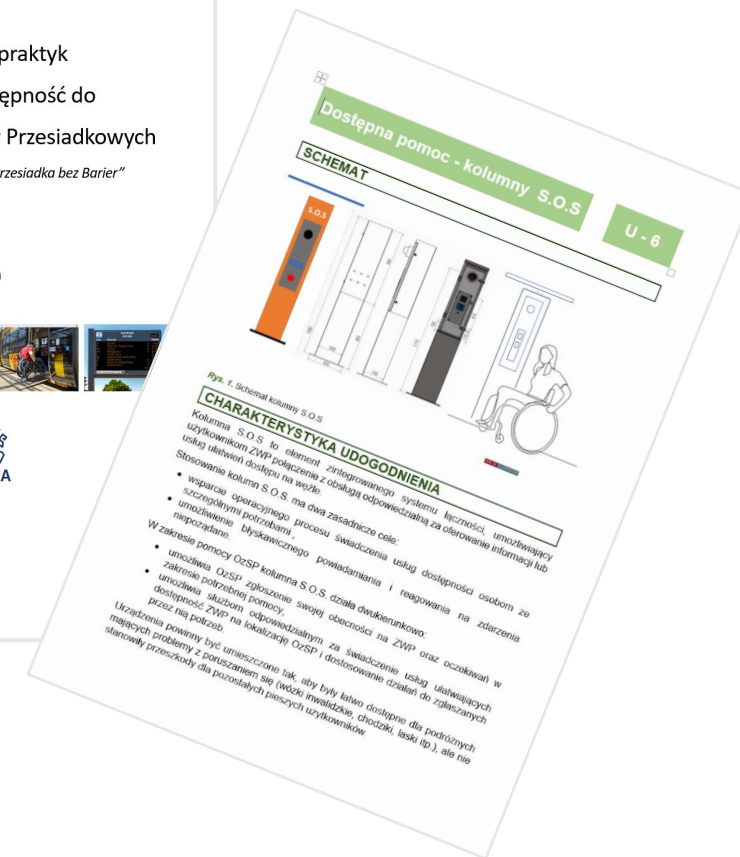 praktyk
ępność do
Przesiadkowych
rzesiadka bez Barier”
A
Dostępna pomoc - kolumny S.O.S
U - 6
SCHEMAT
S.O.S
Rys. 1. Schemat kolumny S.O.S
CHARAKTERYSTYKA UDOGODNIENIA
Kolumna S.O.S to element zintegrowanego systemu łączności, umożliwiający
użytkownikom ZWP połączenie z obsługą odpowiedzialną za oferowanie informacji lub
usług ułatwień dostępu na węźle.
Stosowanie kolumn S.O.S. ma dwa zasadnicze cele:
• wsparcie operacyjnego procesu świadczenia usług dostępności osobom ze
szczególnymi potrzebami,
• umożliwienie błyskawicznego powiadamiania i reagowania na zdarzenia
niepożądane.
W zakresie pomocy OzSP kolumna S.O.S. działa dwukierunkowo:
• umożliwia OzSP zgłoszenie swojej obecności na ZWP oraz oczekiwań w
zakresie potrzebnej pomocy,
• umożliwia służbom odpowiedzialnym za świadczenie usług ułatwiających
dostępność ZWP na lokalizację OzSP i dostosowanie działań do zgłaszanych
przez nią potrzeb.
Urządzenia powinny być umieszczone tak, aby były łatwo dostępne dla podróżnych
mających problemy z poruszaniem się (wózki inwalidzkie, chodziki, laski itp.), ale nie
stanowiły przeszkody dla pozostałych pieszych użytkowników.